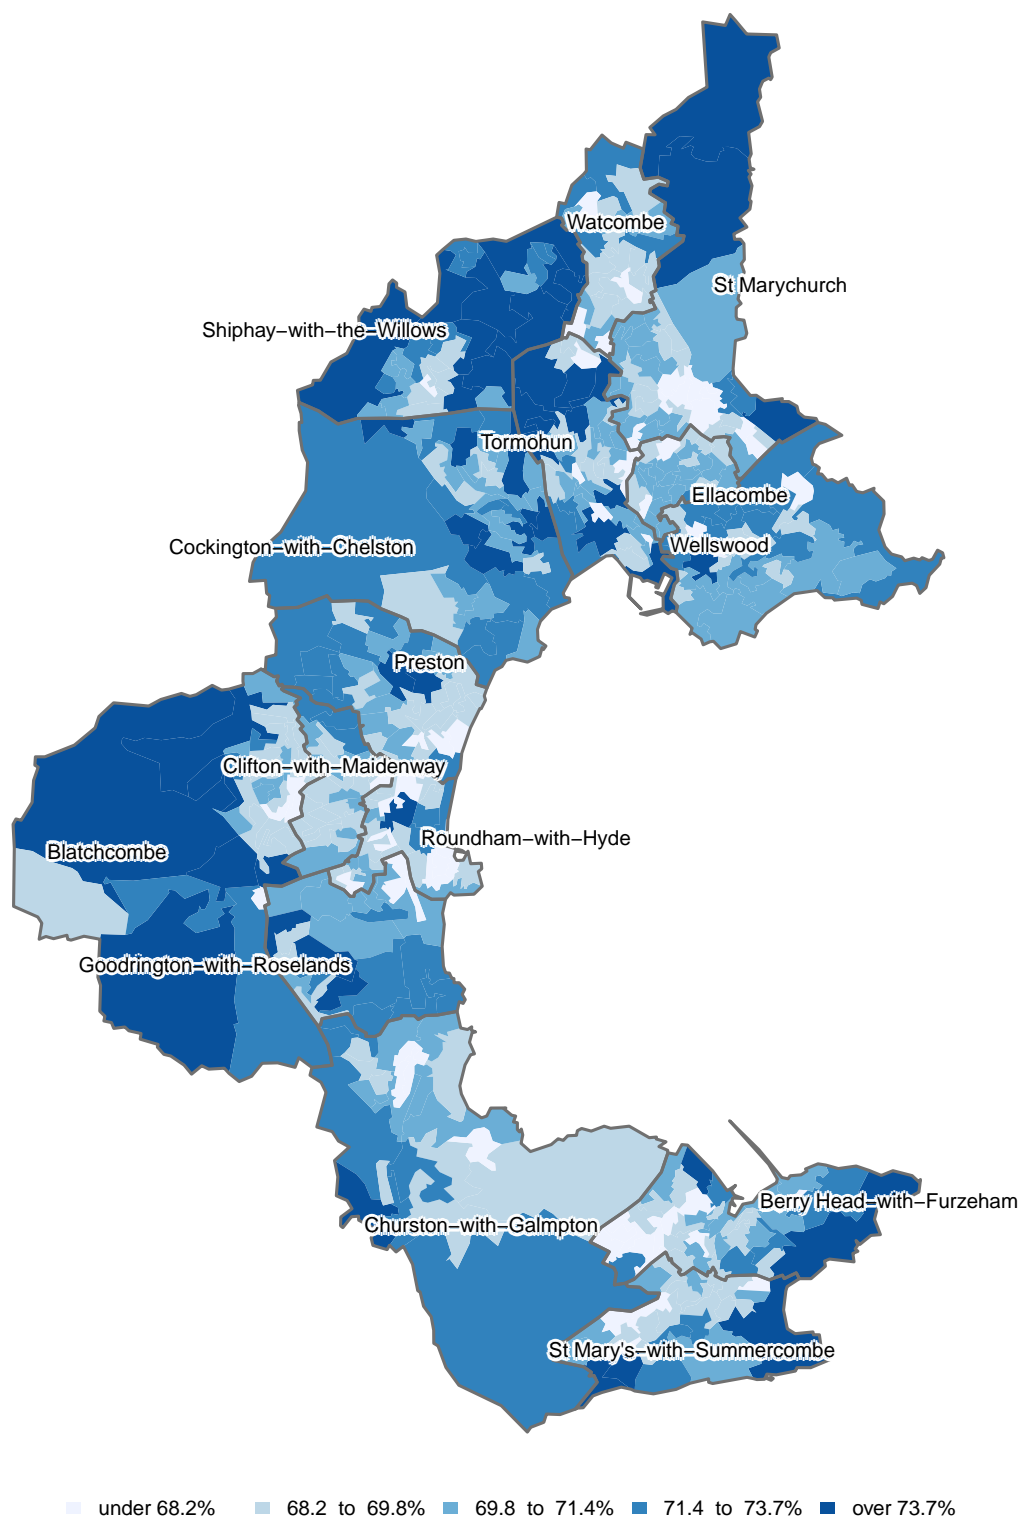 Watcombe
St Marychurch
Shiphay−with−the−Willows
Tormohun
Ellacombe
Cockington−with−Chelston
Wellswood
Preston
Clifton−with−Maidenway
Roundham−with−Hyde
Blatchcombe
Goodrington−with−Roselands
Berry Head−with−Furzeham
Churston−with−Galmpton
St Mary's−with−Summercombe
under 68.2% 68.2 to 69.8% 69.8 to 71.4% 71.4 to 73.7% over 73.7%